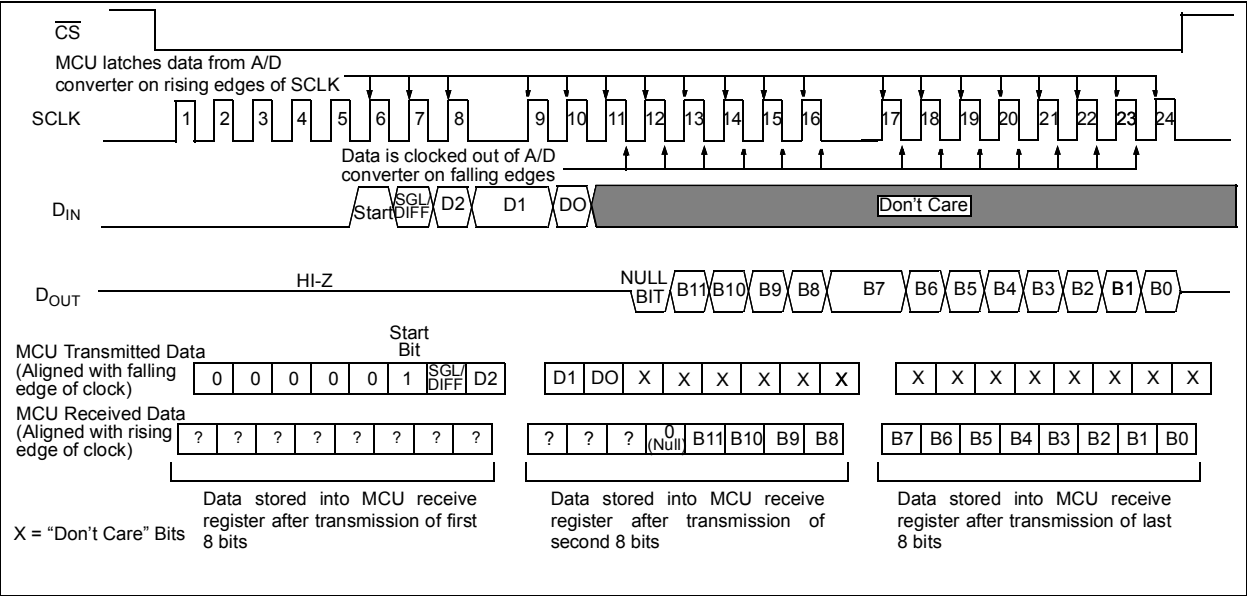 CS
MCU latches data from A/D
converter on rising edges of SCLK
SCLK
1 2 3 4 5 6 7 8 9 10 11 12 13 14 15 16 17 18 19 20 21 22 23 24
Data is clocked out of A/D
converter on falling edges
DIN
Start SGL/DIFF D2 D1 DO Don't Care
HI-Z
DOUT
NULL BIT B11 B10 B9 B8 B7 B6 B5 B4 B3 B2 B1 B0
Start
Bit
MCU Transmitted Data
(Aligned with falling
edge of clock)
0 0 0 0 0 1 SGL/DIFF D2 D1 DO X X X X X X X X X X X X X X
MCU Received Data
(Aligned with rising
edge of clock)
? ? ? ? ? ? ? ? ? ? ? 0 (Null) B11 B10 B9 B8 B7 B6 B5 B4 B3 B2 B1 B0
Data stored into MCU receive
register after transmission of first
8 bits
Data stored into MCU receive
register after transmission of
second 8 bits
Data stored into MCU receive
register after transmission of last
8 bits
X = “Don’t Care” Bits